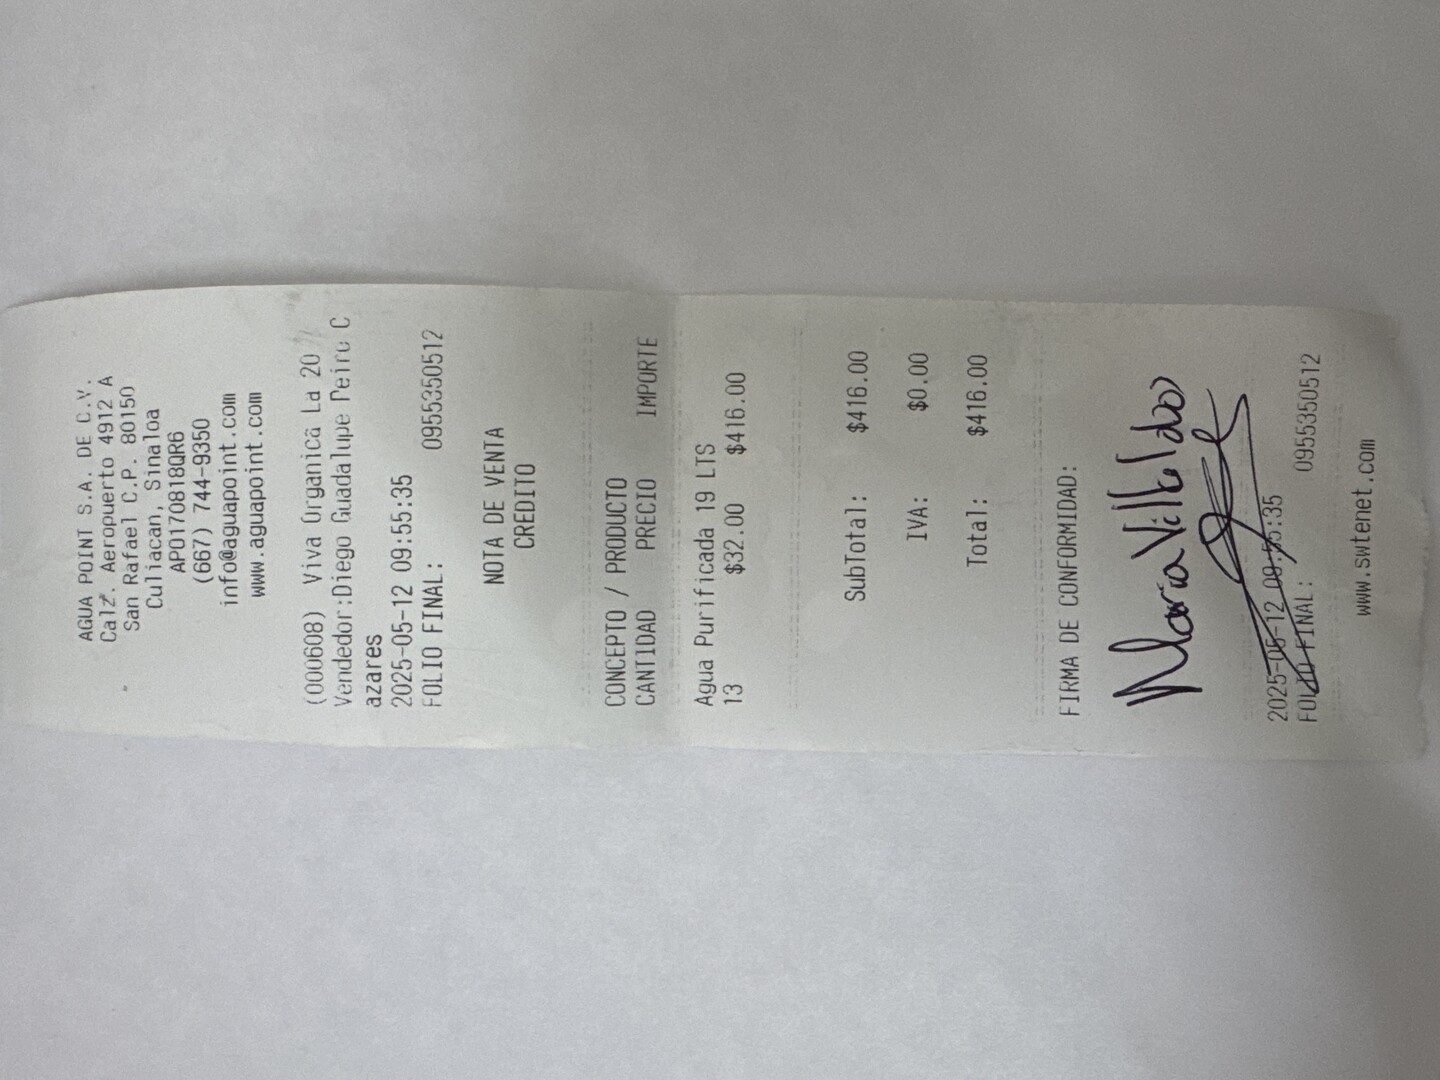 AGUA POINT S.A. DE C.V.
Calz. Aeropuerto 4912 A
San Rafael C.P. 80150
Culiacan, Sinaloa
APO170818QR6
(667) 744-9350
info@aguapoint.com
www.aguapoint.com
(000608) Viva Organica La 20
Vendedor:Diego Guadalupe Peiro C
azares
2025-05-12 09:55:35
FOLIO FINAL: 0955350512
NOTA DE VENTA
CREDITO
CONCEPTO / PRODUCTO
CANTIDAD PRECIO IMPORTE
Agua Purificada 19 LTS
13 $32.00 $416.00
SubTotal: $416.00
IVA: $0.00
Total: $416.00
FIRMA DE CONFORMIDAD:
Maria
2025-05-12 09:55:35
FOLIO FINAL: 0955350512
www.swtenet.com